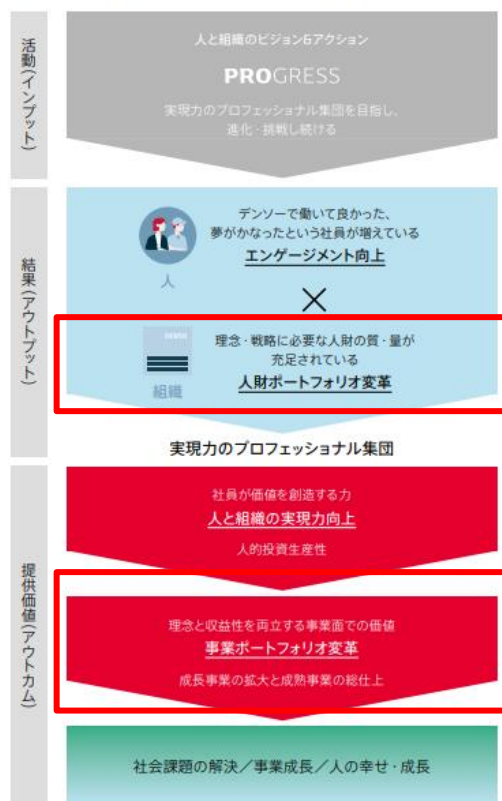 活動(インプット)
人と組織のビジョン&アクション
PROGRESS
実現力のプロフェッショナル集団を目指し、
進化・挑戦し続ける
結果(アウトプット)
デンソーで働いて良かった、
夢がかなったという社員が増えている
エンゲージメント向上
人
×
理念・戦略に必要な人財の質・量が
充足されている
人財ポートフォリオ変革
組織
実現力のプロフェッショナル集団
提供価値(アウトカム)
社員が価値を創造する力
人と組織の実現力向上
人的投資生産性
理念と収益性を両立する事業面での価値
事業ポートフォリオ変革
成長事業の拡大と成熟事業の総仕上
社会課題の解決/事業成長/人の幸せ・成長